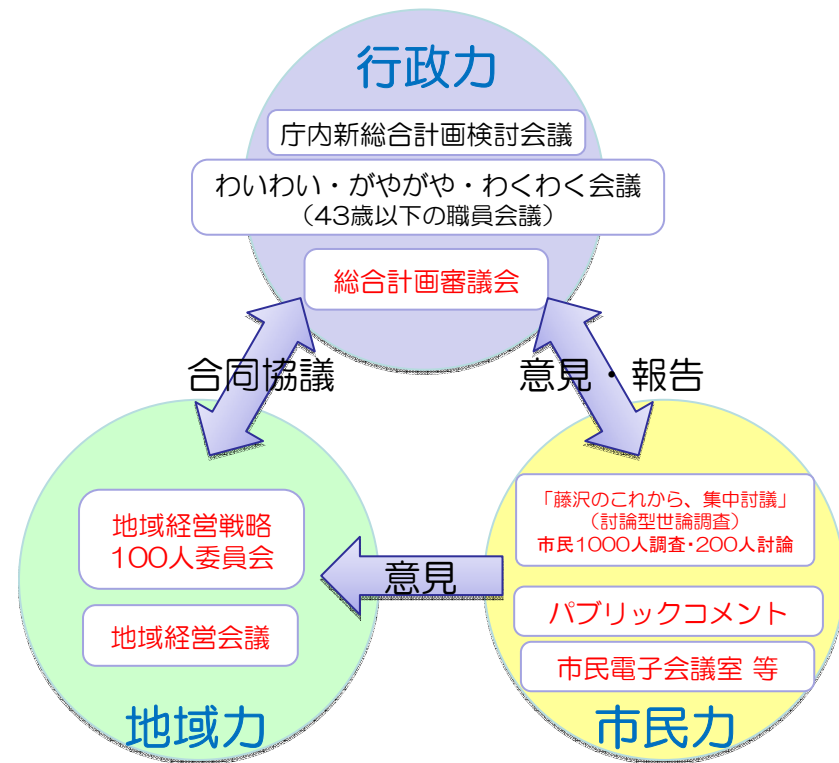 行政力
庁内新総合計画検討会議
わいわい・がやがや・わくわく会議
（43歳以下の職員会議）
総合計画審議会
合同協議
意見・報告
地域経営戦略
100人委員会
地域経営会議
地域力
意見
「藤沢のこれから、集中討議」
（討論型世論調査）
市民1000人調査・200人討論
パブリックコメント
市民電子会議室 等
市民力